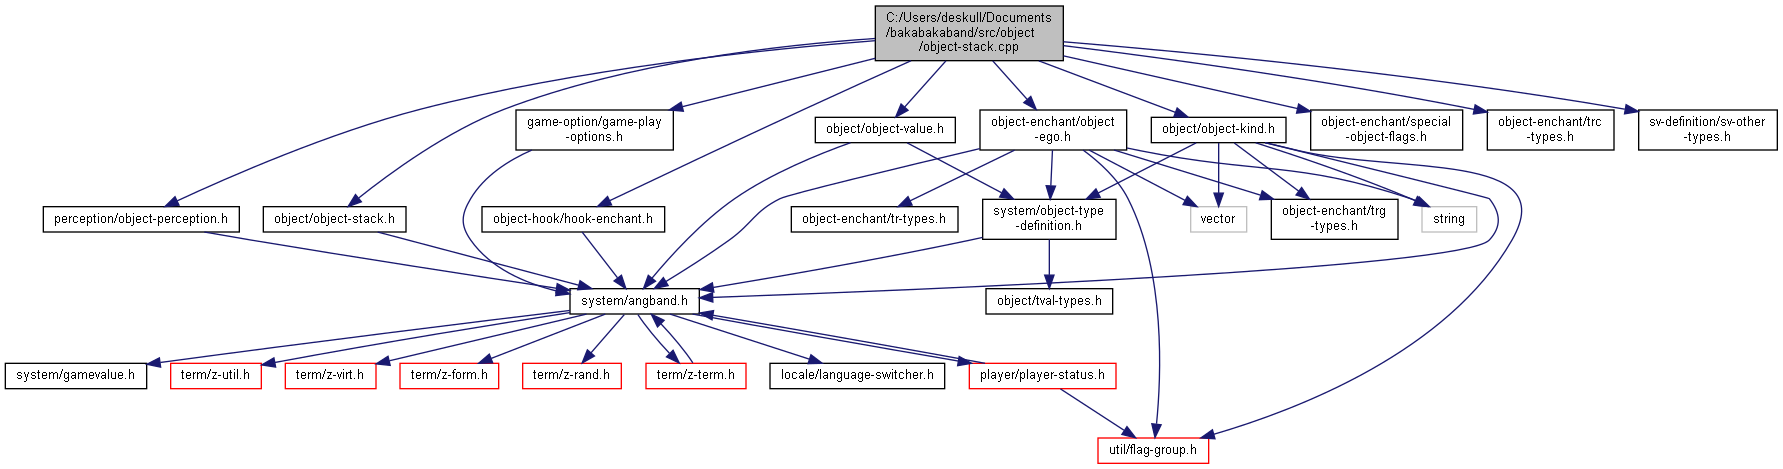 C:/Users/deskull/Documents
/bakabakaband/src/object
/object-stack.cpp
game-option/game-play
-options.h
object/object-value.h
object-enchant/object
-ego.h
object/object-kind.h
object-enchant/special
-object-flags.h
object-enchant/trc
-types.h
sv-definition/sv-other
-types.h
perception/object-perception.h
object/object-stack.h
object-hook/hook-enchant.h
object-enchant/tr-types.h
system/object-type
-definition.h
vector
object-enchant/trg
-types.h
string
system/angband.h
object/tval-types.h
system/gamevalue.h
term/z-util.h
term/z-virt.h
term/z-form.h
term/z-rand.h
term/z-term.h
locale/language-switcher.h
player/player-status.h
util/flag-group.h